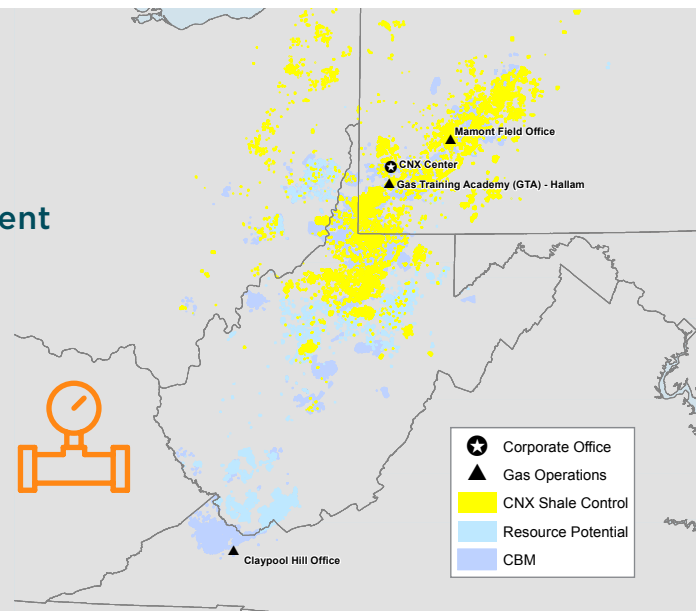 Mamont Field Office
CNX Center
Gas Training Academy (GTA) - Hallam
ent
Corporate Office
Gas Operations
CNX Shale Control
Resource Potential
CBM
Claypool Hill Office